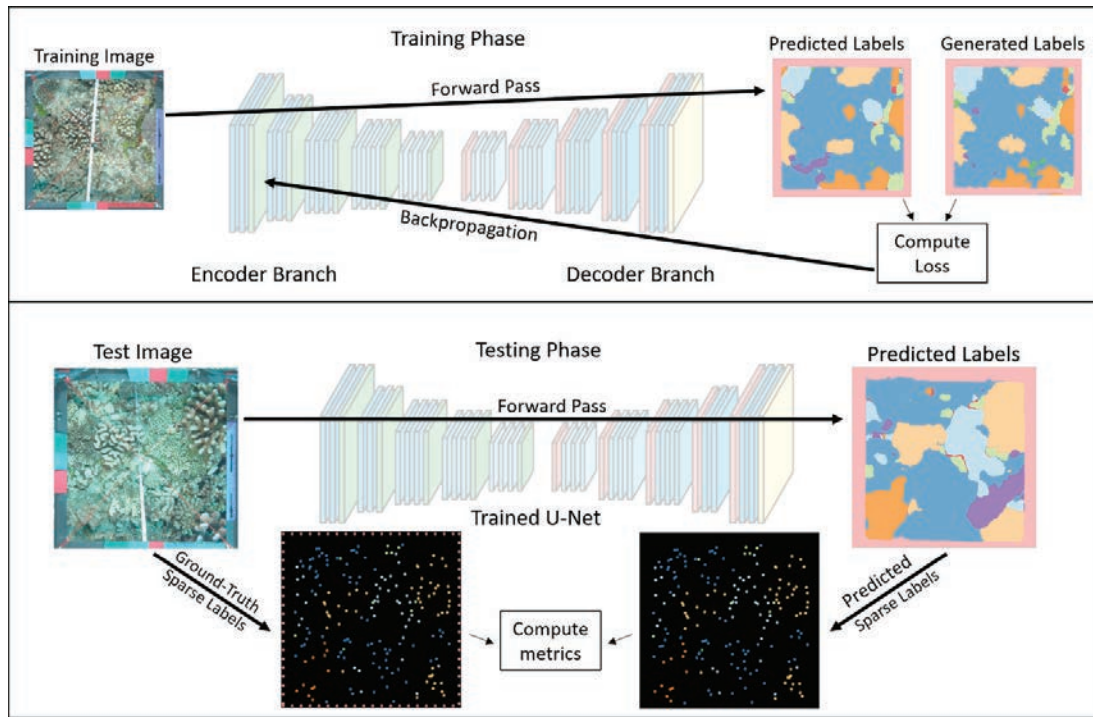 Training Phase
Training Image
Predicted Labels
Generated Labels
Forward Pass
Backpropagation
Compute
Loss
Encoder Branch
Decoder Branch
Test Image
Testing Phase
Predicted Labels
Forward Pass
Trained U-Net
Ground-Truth
Sparse Labels
Compute
metrics
Predicted
Sparse Labels